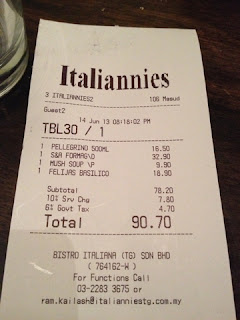 Italiannies
3 ITALIANNIES2 106 Masud
Guest2
14 Jun 13 08:18:02 PM
TBL30 / 1
1 PELLEGRINO 500ML 16.50
1 S&A FORMAG\D 32.90
1 MUSH SOUP \P 9.90
1 FELIJAS BASILICO 18.90
Subtotal 78.20
10% Srv Chg 7.80
6% Govt Tax 4.70
Total 90.70
BISTRO ITALIANA (TG) SDN BHD
( 764162-W )
For Functions Call
03-2283 3675 or
ram.kailash@italianniestg.com.my